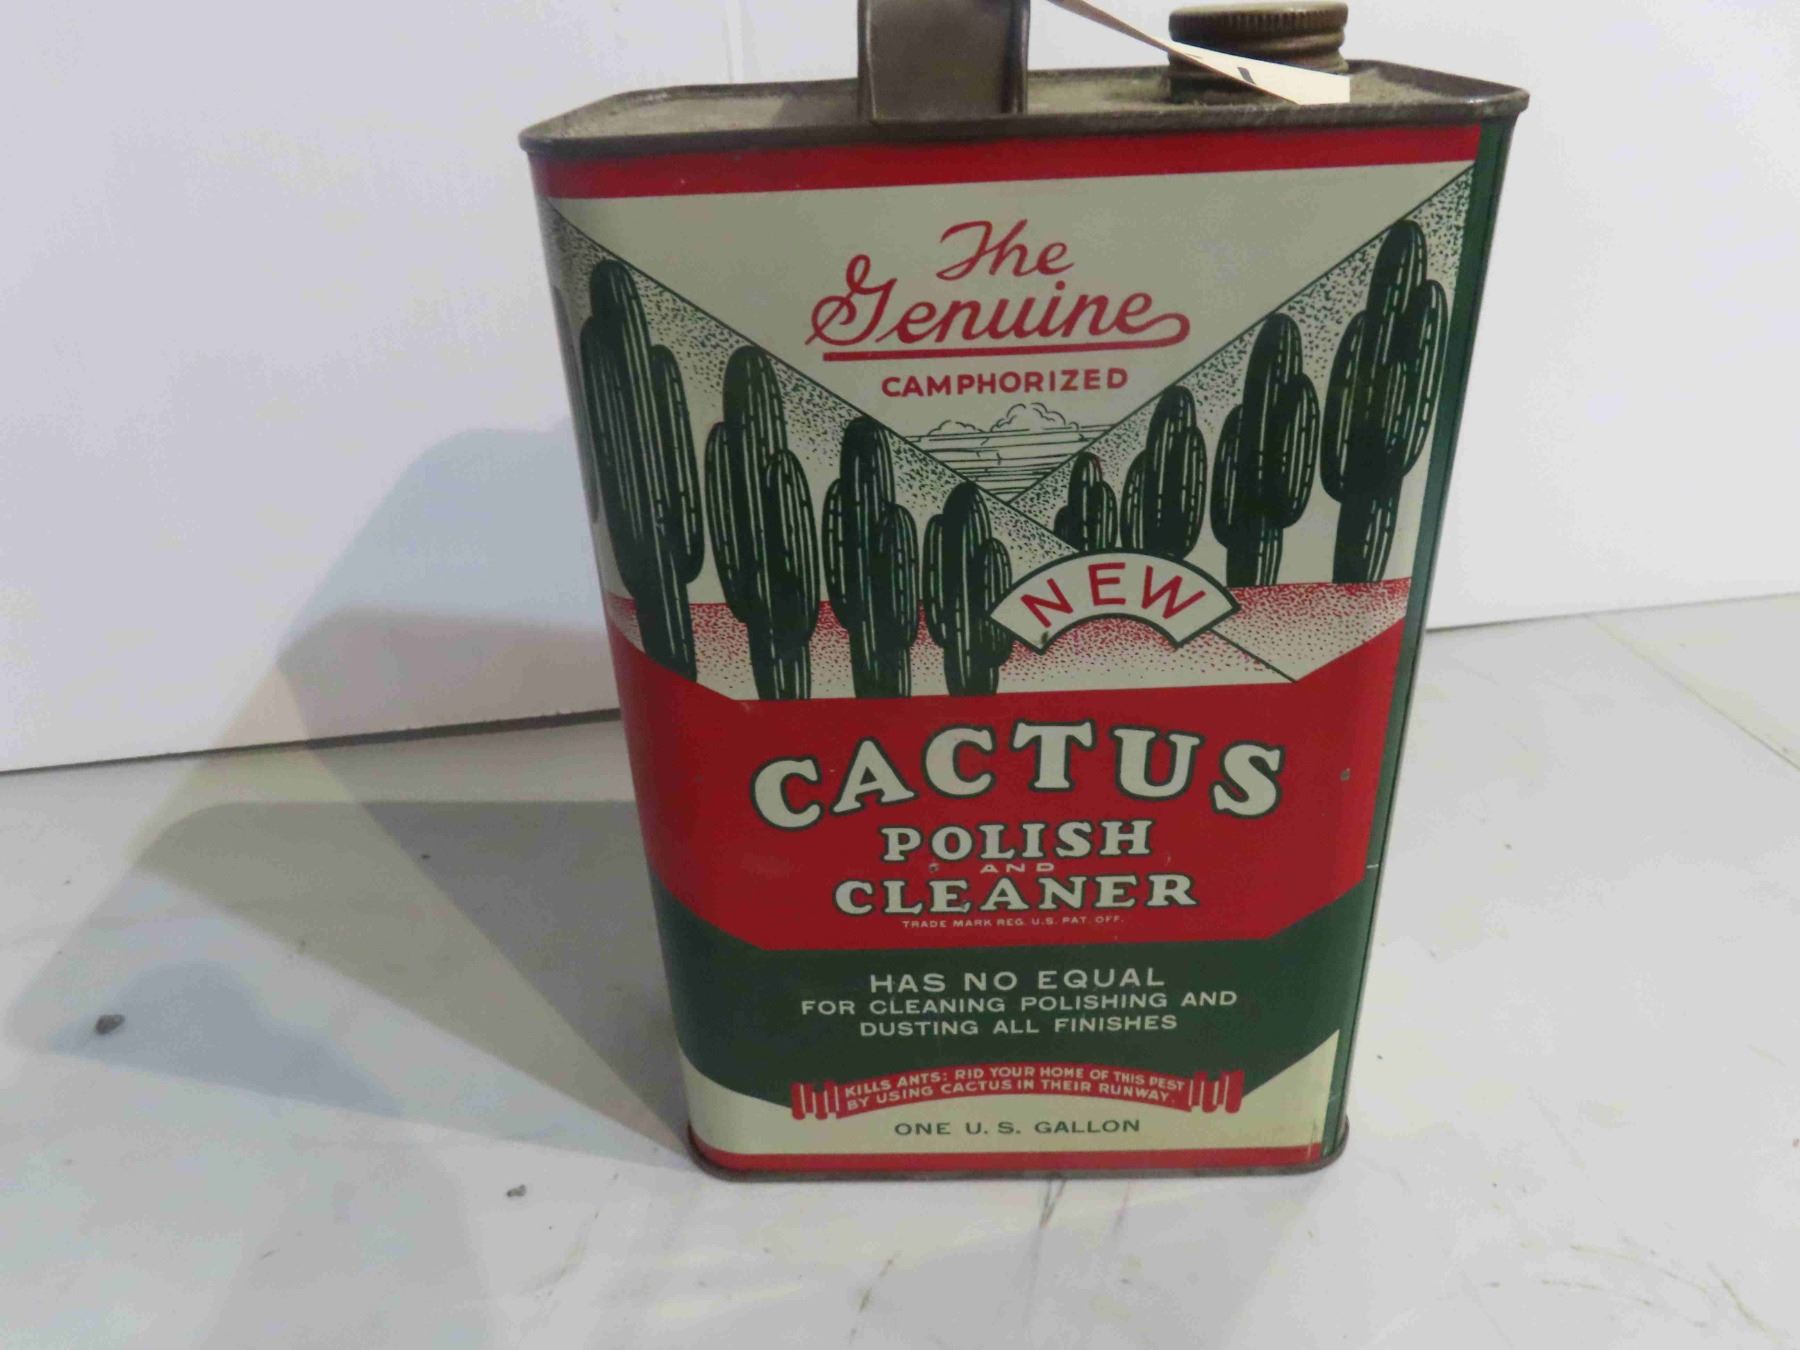 The
Genuine
CAMPHORIZED
NEW
CACTUS
POLISH
AND
CLEANER
TRADE MARK REG. U.S. PAT. OFF.
HAS NO EQUAL
FOR CLEANING POLISHING AND
DUSTING ALL FINISHES
KILLS ANTS: RID YOUR HOME OF THIS PEST
BY USING CACTUS IN THEIR RUNWAY.
ONE U. S. GALLON